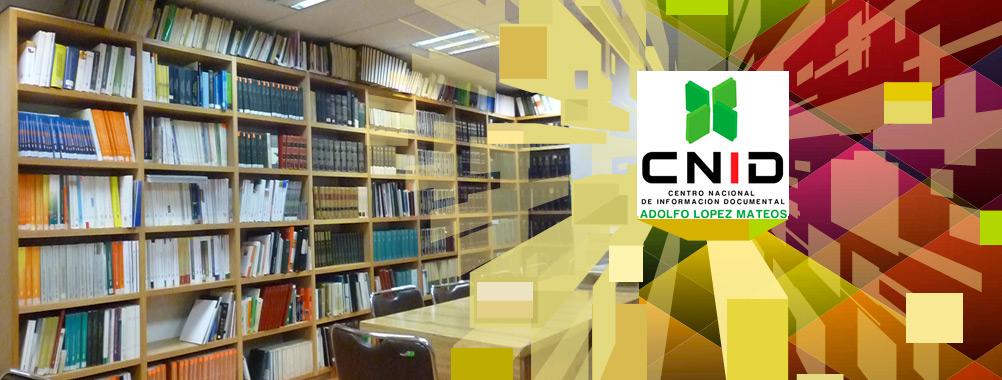 CNID
CENTRO NACIONAL
DE INFORMACION DOCUMENTAL
ADOLFO LOPEZ MATEOS